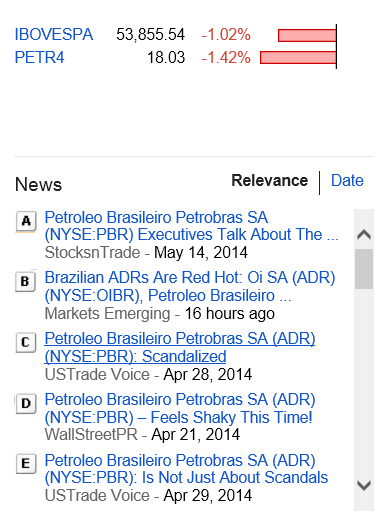 IBOVESPA 53,855.54 -1.02%
PETR4 18.03 -1.42%
News Relevance Date
A Petroleo Brasileiro Petrobras SA
(NYSE:PBR) Executives Talk About The ...
StocksnTrade - May 14, 2014
B Brazilian ADRs Are Red Hot: Oi SA (ADR)
(NYSE:OIBR), Petroleo Brasileiro ...
Markets Emerging - 16 hours ago
C Petroleo Brasileiro Petrobras SA (ADR)
(NYSE:PBR): Scandalized
USTrade Voice - Apr 28, 2014
D Petroleo Brasileiro Petrobras SA (ADR)
(NYSE:PBR) – Feels Shaky This Time!
WallStreetPR - Apr 21, 2014
E Petroleo Brasileiro Petrobras SA (ADR)
(NYSE:PBR): Is Not Just About Scandals
USTrade Voice - Apr 29, 2014